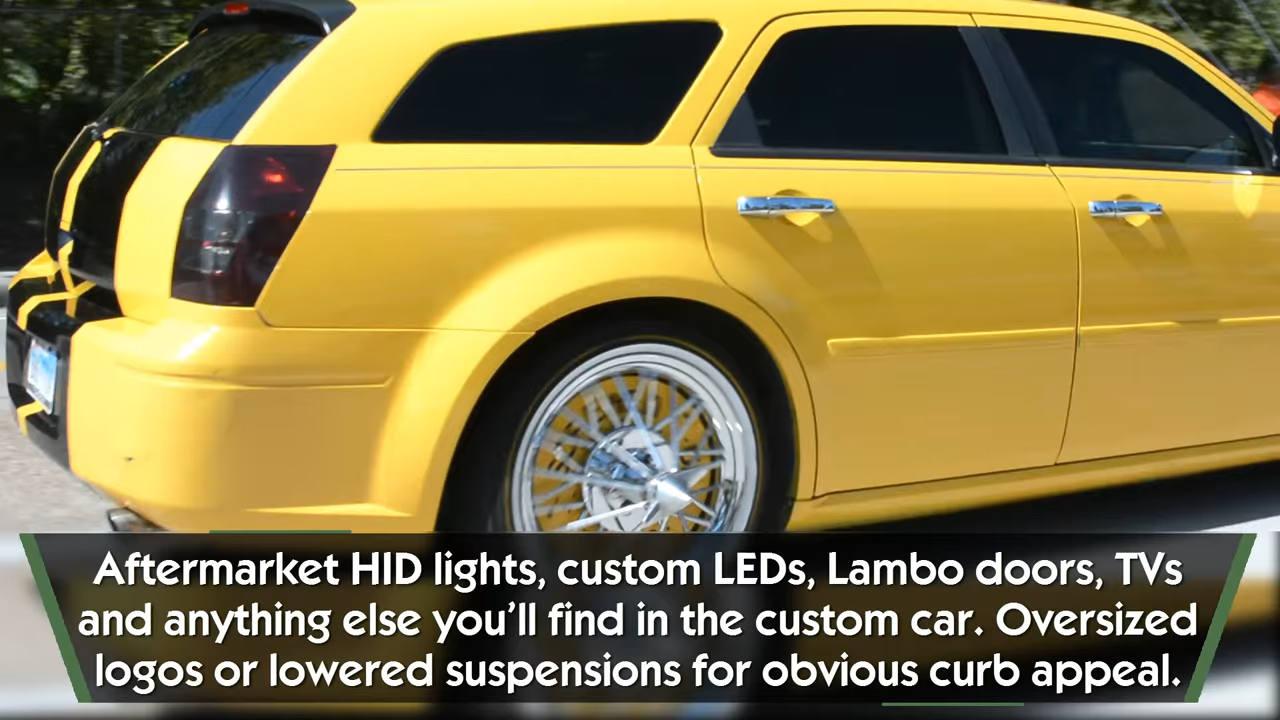 Aftermarket HID lights, custom LEDs, Lambo doors, TVs
and anything else you’ll find in the custom car. Oversized
logos or lowered suspensions for obvious curb appeal.